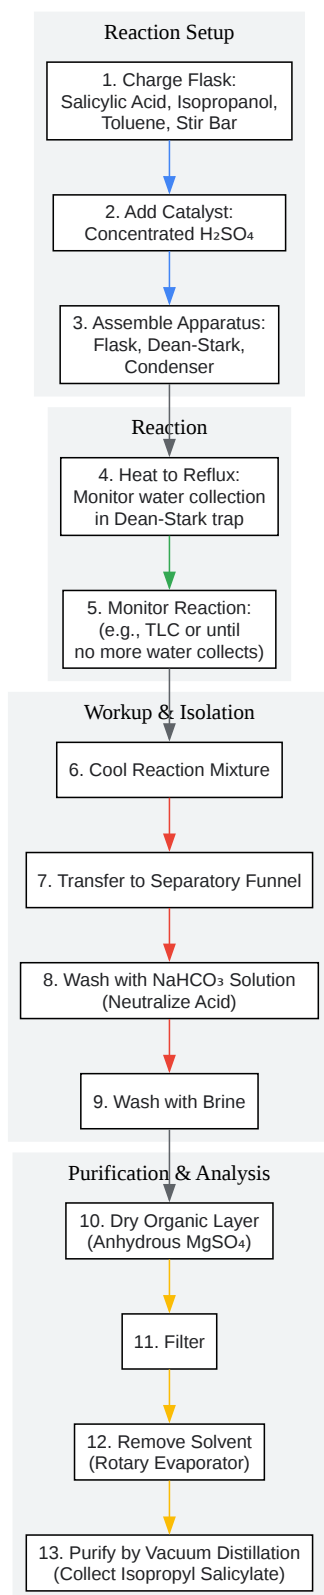 Reaction Setup
1. Charge Flask:
Salicylic Acid, Isopropanol,
Toluene, Stir Bar
2. Add Catalyst:
Concentrated H₂SO₄
3. Assemble Apparatus:
Flask, Dean-Stark,
Condenser
Reaction
4. Heat to Reflux:
Monitor water collection
in Dean-Stark trap
5. Monitor Reaction:
(e.g., TLC or until
no more water collects)
Workup & Isolation
6. Cool Reaction Mixture
7. Transfer to Separatory Funnel
8. Wash with NaHCO₃ Solution
(Neutralize Acid)
9. Wash with Brine
Purification & Analysis
10. Dry Organic Layer
(Anhydrous MgSO₄)
11. Filter
12. Remove Solvent
(Rotary Evaporator)
13. Purify by Vacuum Distillation
(Collect Isopropyl Salicylate)